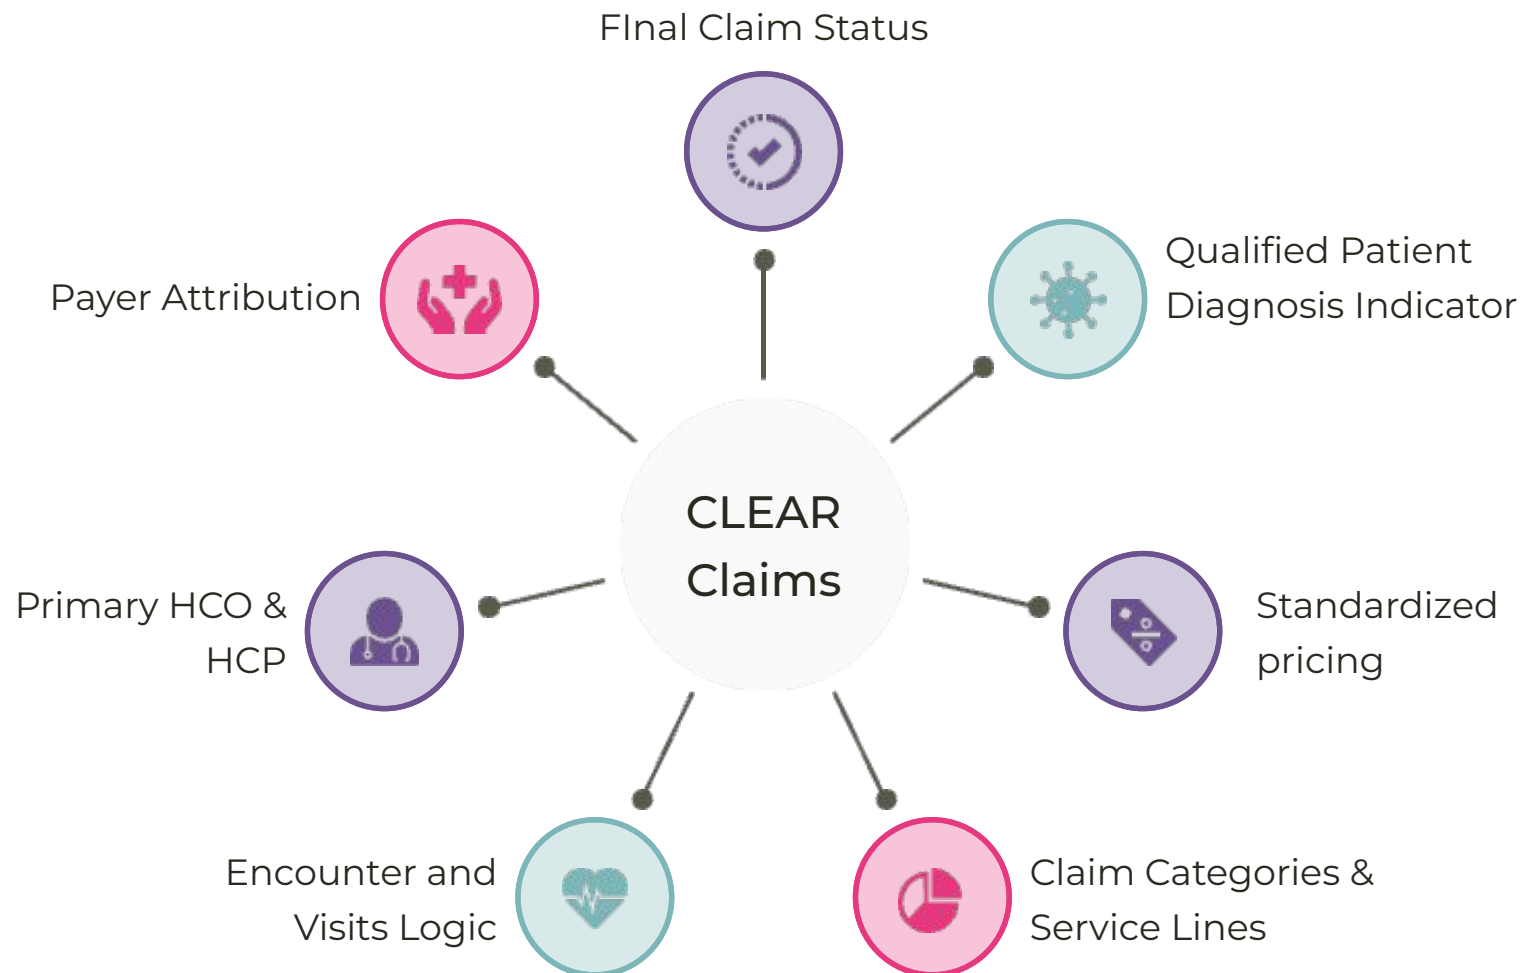 FInal Claim Status
Qualified Patient
Diagnosis Indicator
Payer Attribution
CLEAR
Claims
Primary HCO &
HCP
Standardized
pricing
Encounter and
Visits Logic
Claim Categories &
Service Lines